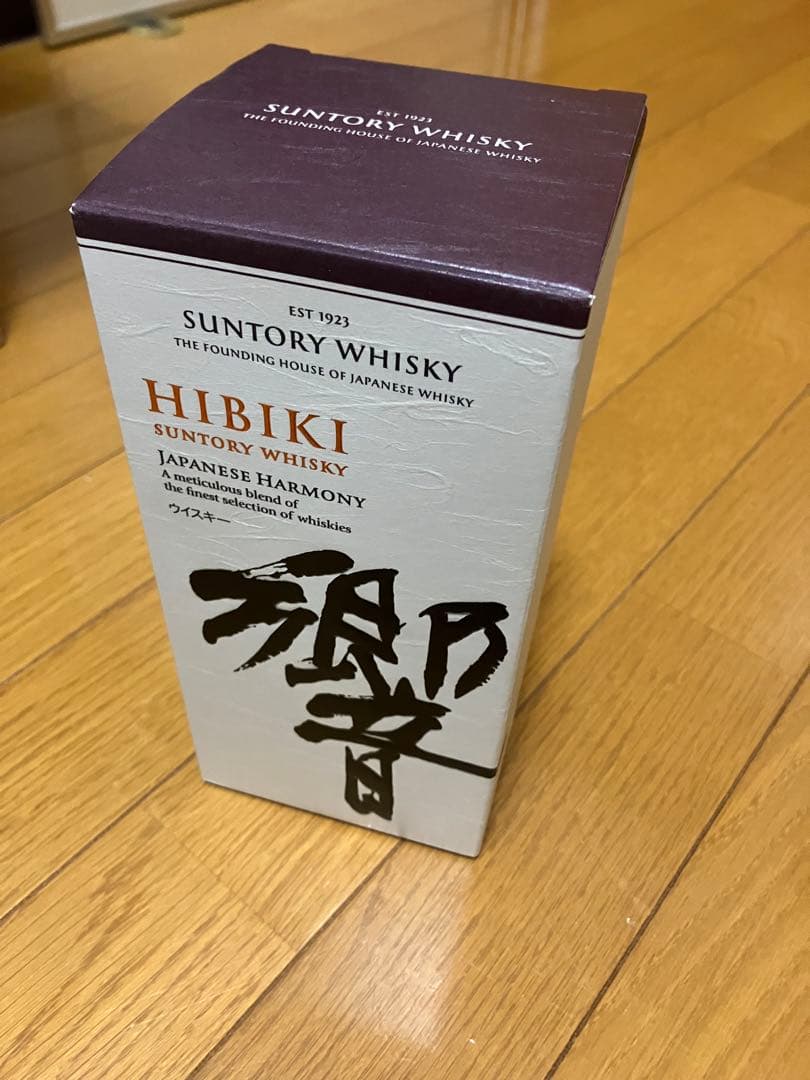 EST 1923
SUNTORY WHISKY
THE FOUNDING HOUSE OF JAPANESE WHISKY
EST 1923
SUNTORY WHISKY
THE FOUNDING HOUSE OF JAPANESE WHISKY
HIBIKI
SUNTORY WHISKY
JAPANESE HARMONY
A meticulous blend of
the finest selection of whiskies
ウイスキー
響